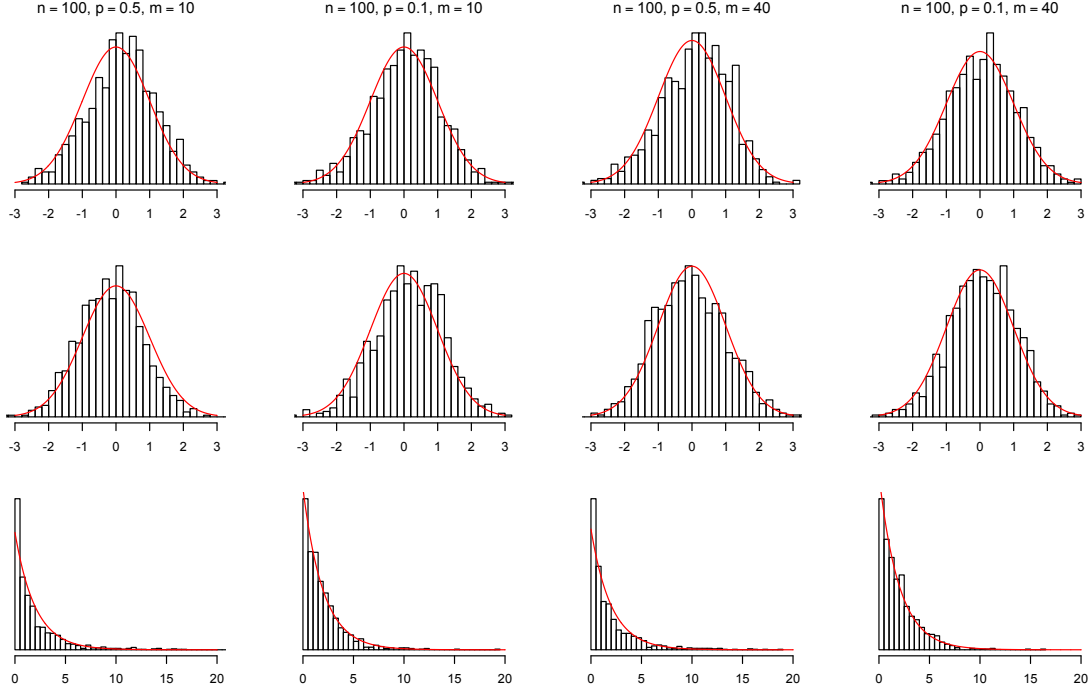 n = 100, p = 0.5, m = 10 n = 100, p = 0.1, m = 10 n = 100, p = 0.5, m = 40 n = 100, p = 0.1, m = 40
-3 -2 -1 0 1 2 3 -3 -2 -1 0 1 2 3 -3 -2 -1 0 1 2 3 -3 -2 -1 0 1 2 3
-3 -2 -1 0 1 2 3 -3 -2 -1 0 1 2 3 -3 -2 -1 0 1 2 3 -3 -2 -1 0 1 2 3
0 5 10 15 20 0 5 10 15 20 0 5 10 15 20 0 5 10 15 20